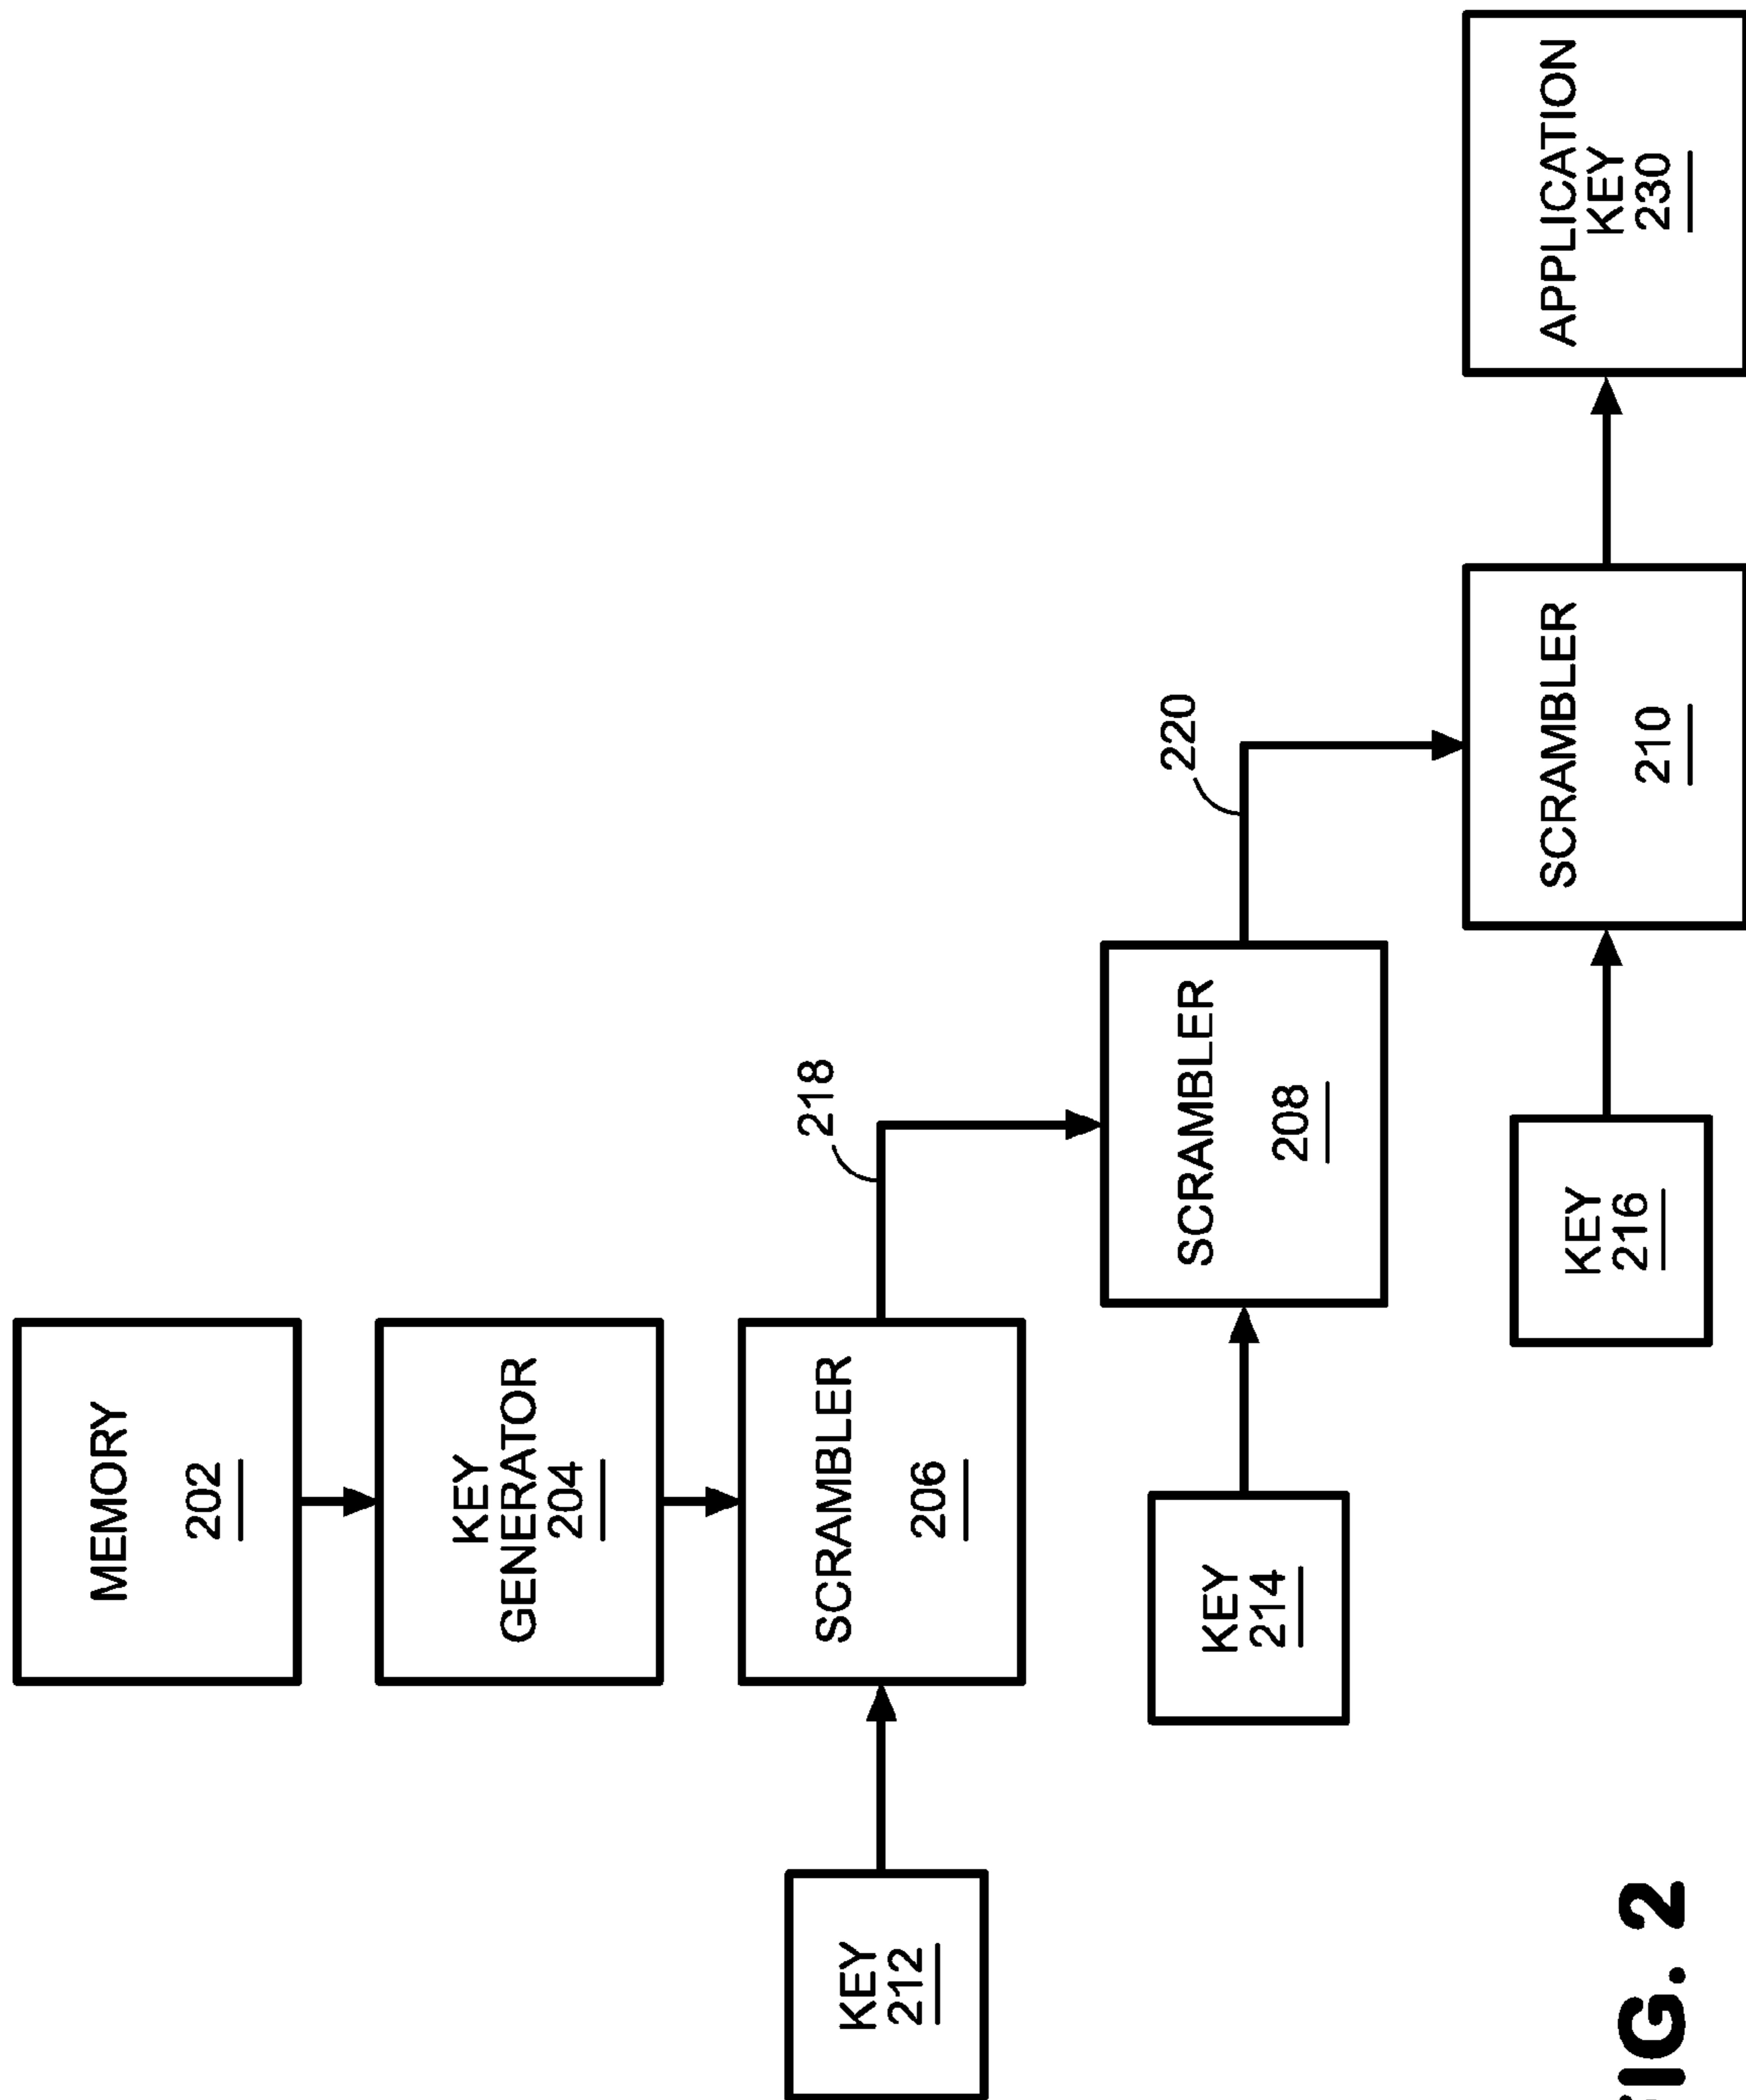 MEMORY
202
KEY
GENERATOR
204
KEY
212
SCRAMBLER
206
218
KEY
214
SCRAMBLER
208
220
KEY
216
SCRAMBLER
210
APPLICATION
KEY
230
IG. 2